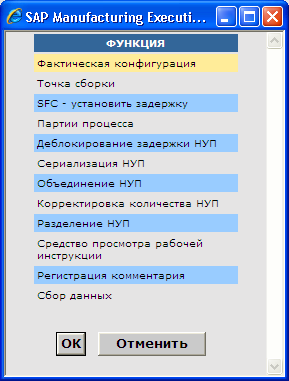 SAP Manufacturing Executi...
ФУНКЦИЯ
Фактическая конфигурация
Точка сборки
SFC - установить задержку
Партии процесса
Деблокирование задержки НУП
Сериализация НУП
Объединение НУП
Корректировка количества НУП
Разделение НУП
Средство просмотра рабочей
инструкции
Регистрация комментария
Сбор данных
ОК
Отменить